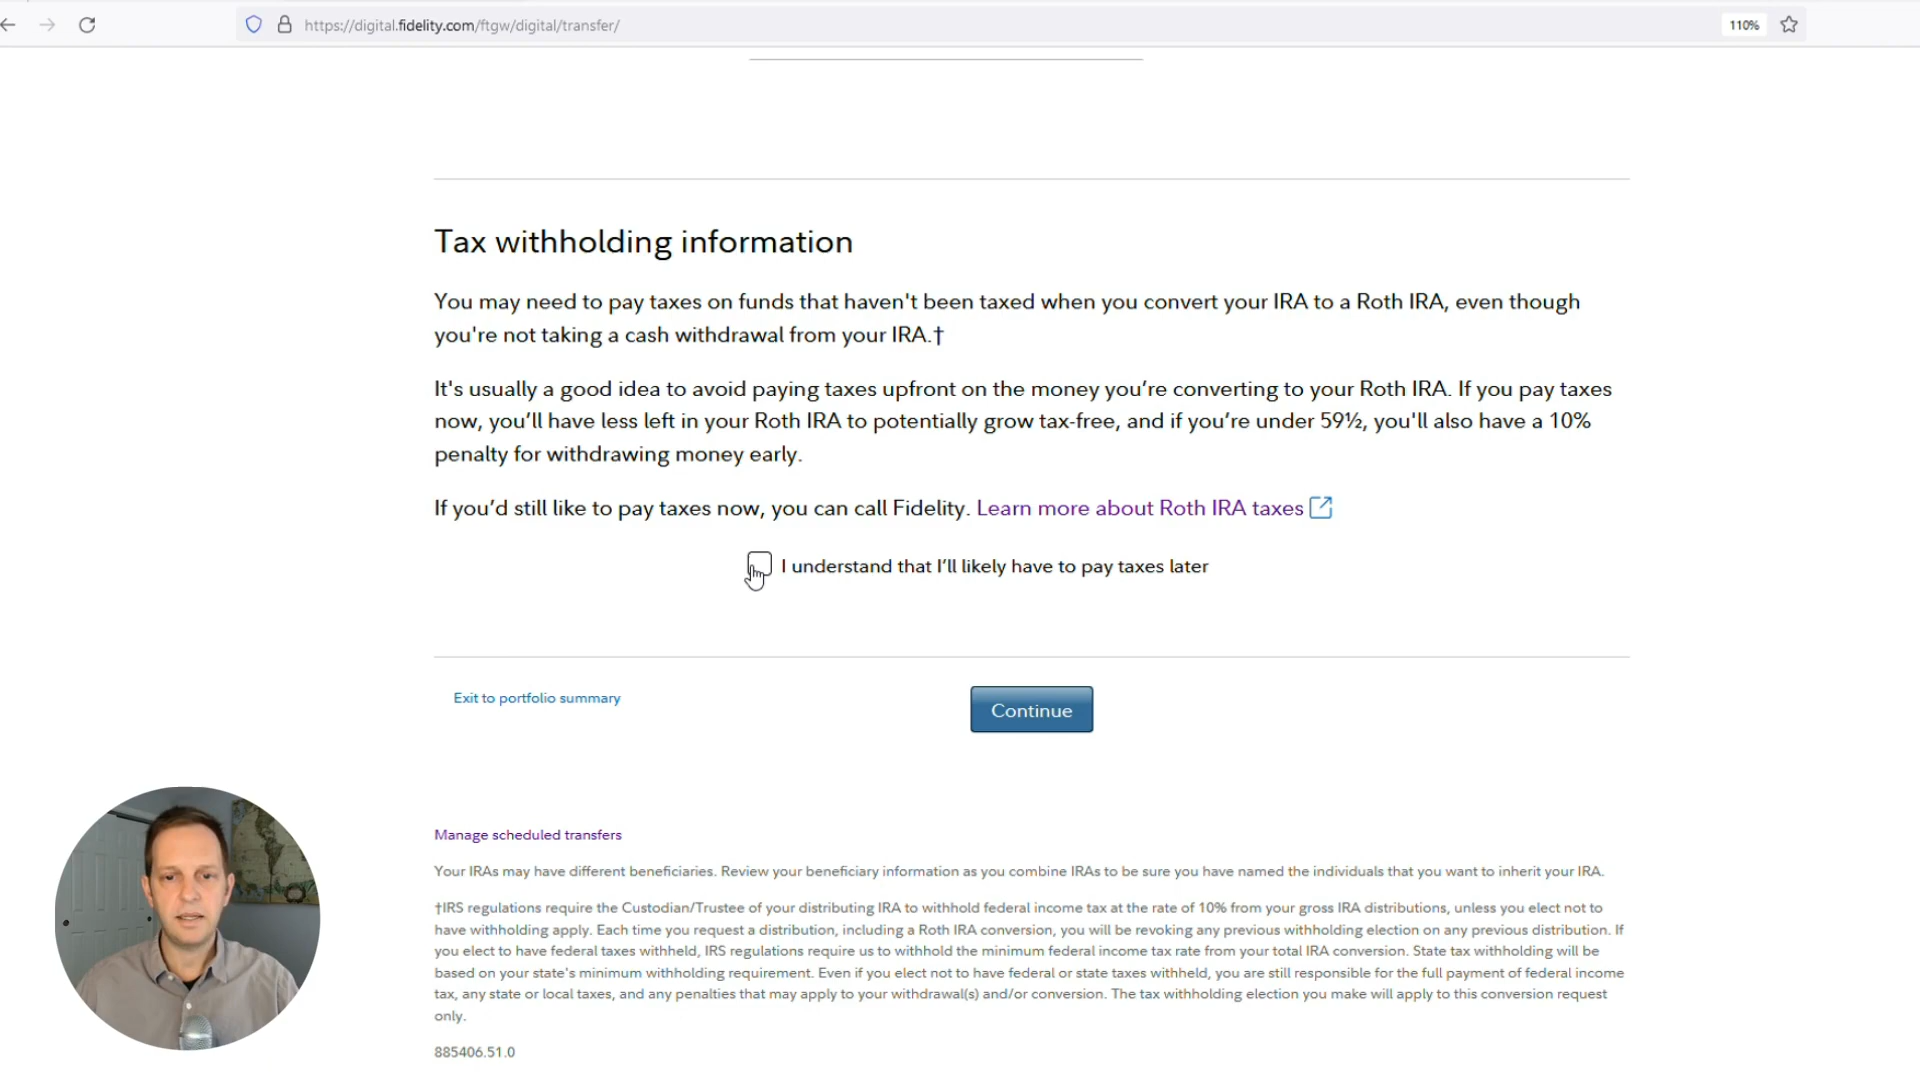 https://digital.fidelity.com/ftgw/digital/transfer/
110%
Tax withholding information
You may need to pay taxes on funds that haven't been taxed when you convert your IRA to a Roth IRA, even though
you're not taking a cash withdrawal from your IRA.†
It's usually a good idea to avoid paying taxes upfront on the money you’re converting to your Roth IRA. If you pay taxes
now, you’ll have less left in your Roth IRA to potentially grow tax-free, and if you’re under 59½, you'll also have a 10%
penalty for withdrawing money early.
If you’d still like to pay taxes now, you can call Fidelity. Learn more about Roth IRA taxes
I understand that I’ll likely have to pay taxes later
Exit to portfolio summary
Continue
Manage scheduled transfers
Your IRAs may have different beneficiaries. Review your beneficiary information as you combine IRAs to be sure you have named the individuals that you want to inherit your IRA.
†IRS regulations require the Custodian/Trustee of your distributing IRA to withhold federal income tax at the rate of 10% from your gross IRA distributions, unless you elect not to
have withholding apply. Each time you request a distribution, including a Roth IRA conversion, you will be revoking any previous withholding election on any previous distribution. If
you elect to have federal taxes withheld, IRS regulations require us to withhold the minimum federal income tax rate from your total IRA conversion. State tax withholding will be
based on your state's minimum withholding requirement. Even if you elect not to have federal or state taxes withheld, you are still responsible for the full payment of federal income
tax, any state or local taxes, and any penalties that may apply to your withdrawal(s) and/or conversion. The tax withholding election you make will apply to this conversion request
only.
885406.51.0